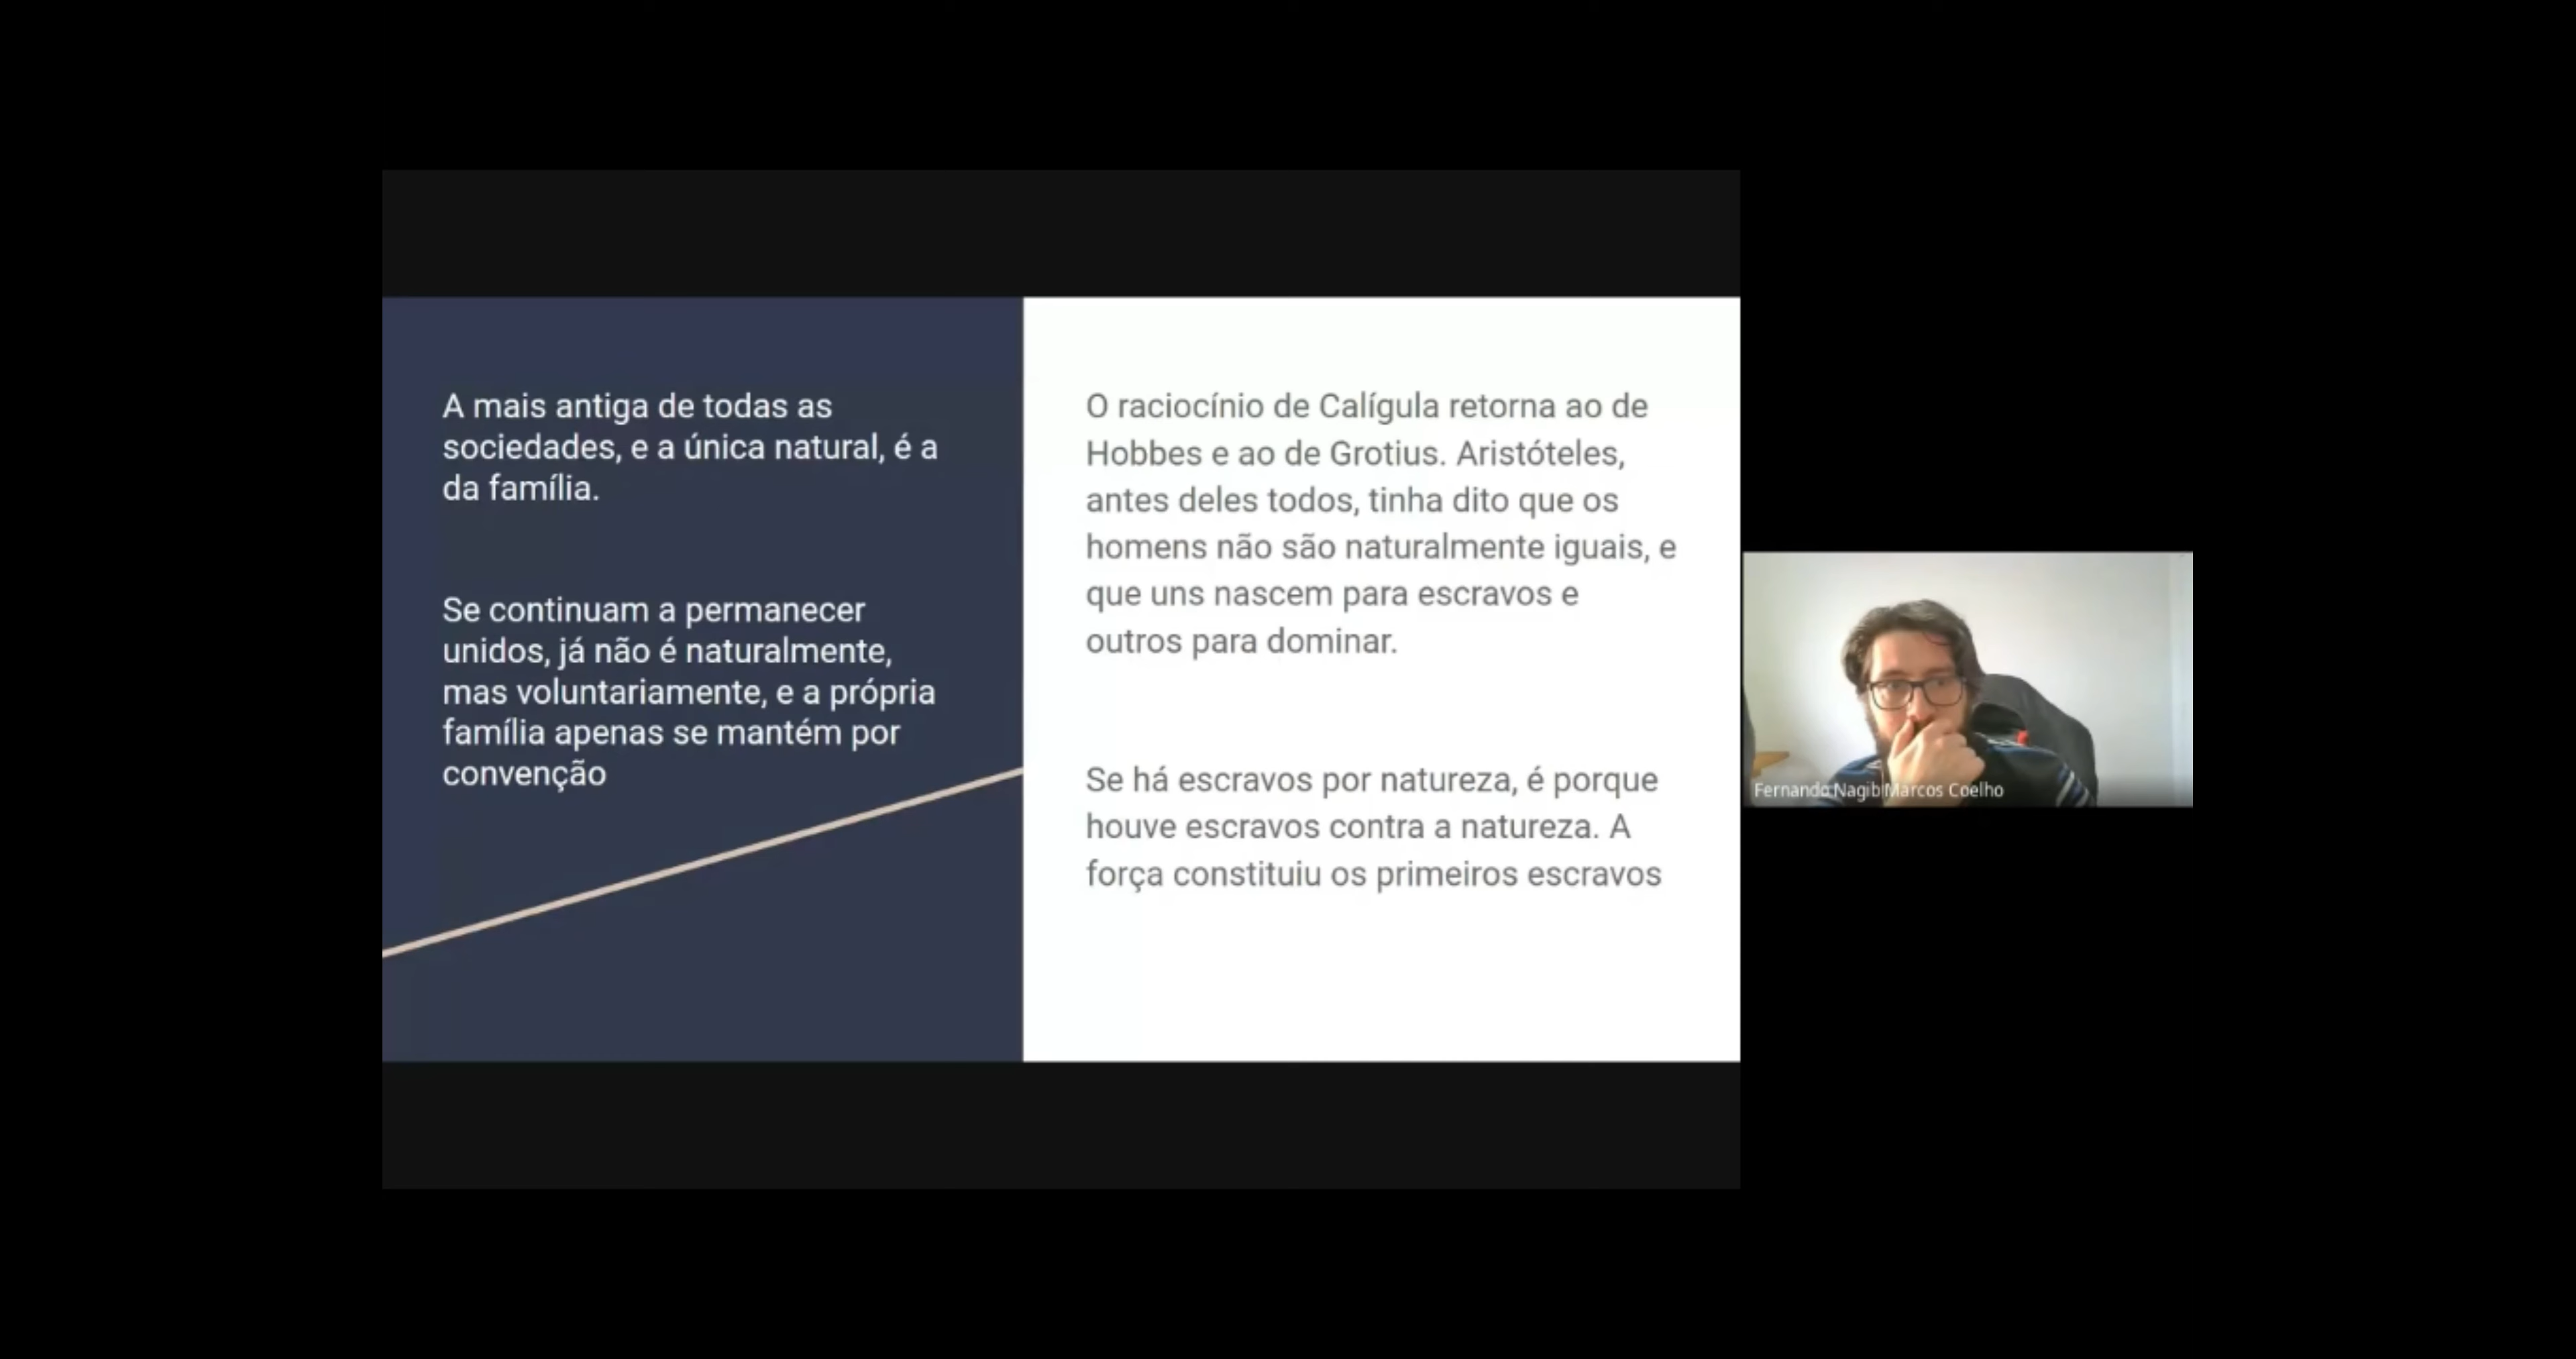 A mais antiga de todas as
sociedades, e a única natural, é a
da família.
Se continuam a permanecer
unidos, já não é naturalmente,
mas voluntariamente, e a própria
família apenas se mantém por
convenção
O raciocínio de Calígula retorna ao de
Hobbes e ao de Grotius. Aristóteles,
antes deles todos, tinha dito que os
homens não são naturalmente iguais, e
que uns nascem para escravos e
outros para dominar.
Se há escravos por natureza, é porque
houve escravos contra a natureza. A
força constituiu os primeiros escravos
Fernando Nagib Marcos Coelho